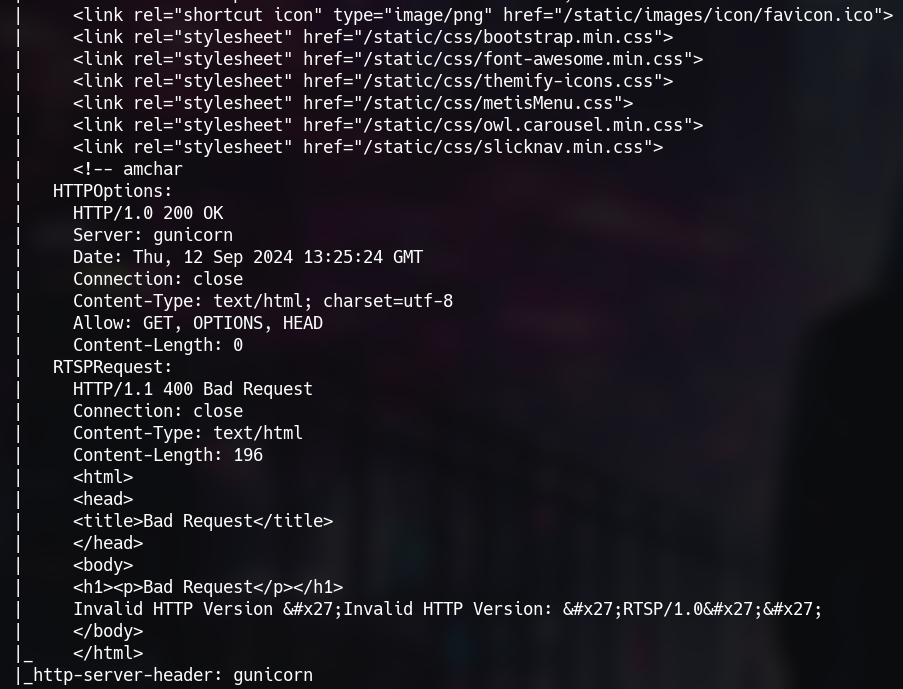 |     <link rel="shortcut icon" type="image/png" href="/static/images/icon/favicon.ico">
|     <link rel="stylesheet" href="/static/css/bootstrap.min.css">
|     <link rel="stylesheet" href="/static/css/font-awesome.min.css">
|     <link rel="stylesheet" href="/static/css/themify-icons.css">
|     <link rel="stylesheet" href="/static/css/metisMenu.css">
|     <link rel="stylesheet" href="/static/css/owl.carousel.min.css">
|     <link rel="stylesheet" href="/static/css/slicknav.min.css">
|     <!-- amchar
|   HTTPOptions:
|     HTTP/1.0 200 OK
|     Server: gunicorn
|     Date: Thu, 12 Sep 2024 13:25:24 GMT
|     Connection: close
|     Content-Type: text/html; charset=utf-8
|     Allow: GET, OPTIONS, HEAD
|     Content-Length: 0
|   RTSPRequest:
|     HTTP/1.1 400 Bad Request
|     Connection: close
|     Content-Type: text/html
|     Content-Length: 196
|     <html>
|     <head>
|     <title>Bad Request</title>
|     </head>
|     <body>
|     <h1><p>Bad Request</p></h1>
|     Invalid HTTP Version &#x27;Invalid HTTP Version: &#x27;RTSP/1.0&#x27;&#x27;
|     </body>
|_    </html>
|_http-server-header: gunicorn